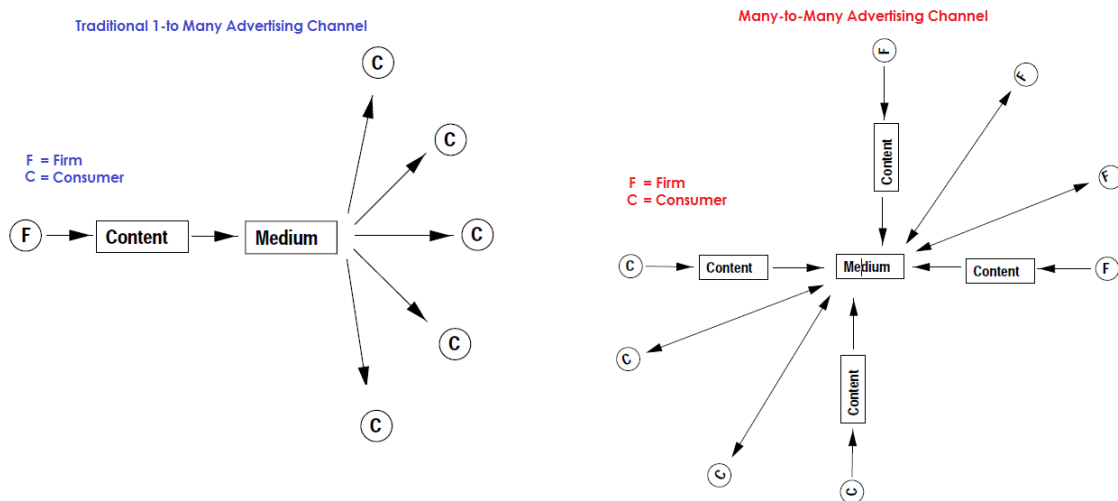 Traditional 1-to Many Advertising Channel
C
C
F = Firm
C = Consumer
F
Content
Medium
C
C
C
Many-to-Many Advertising Channel
F
F
Content
F
F = Firm
C = Consumer
C
Content
Medium
Content
F
C
Content
C
C